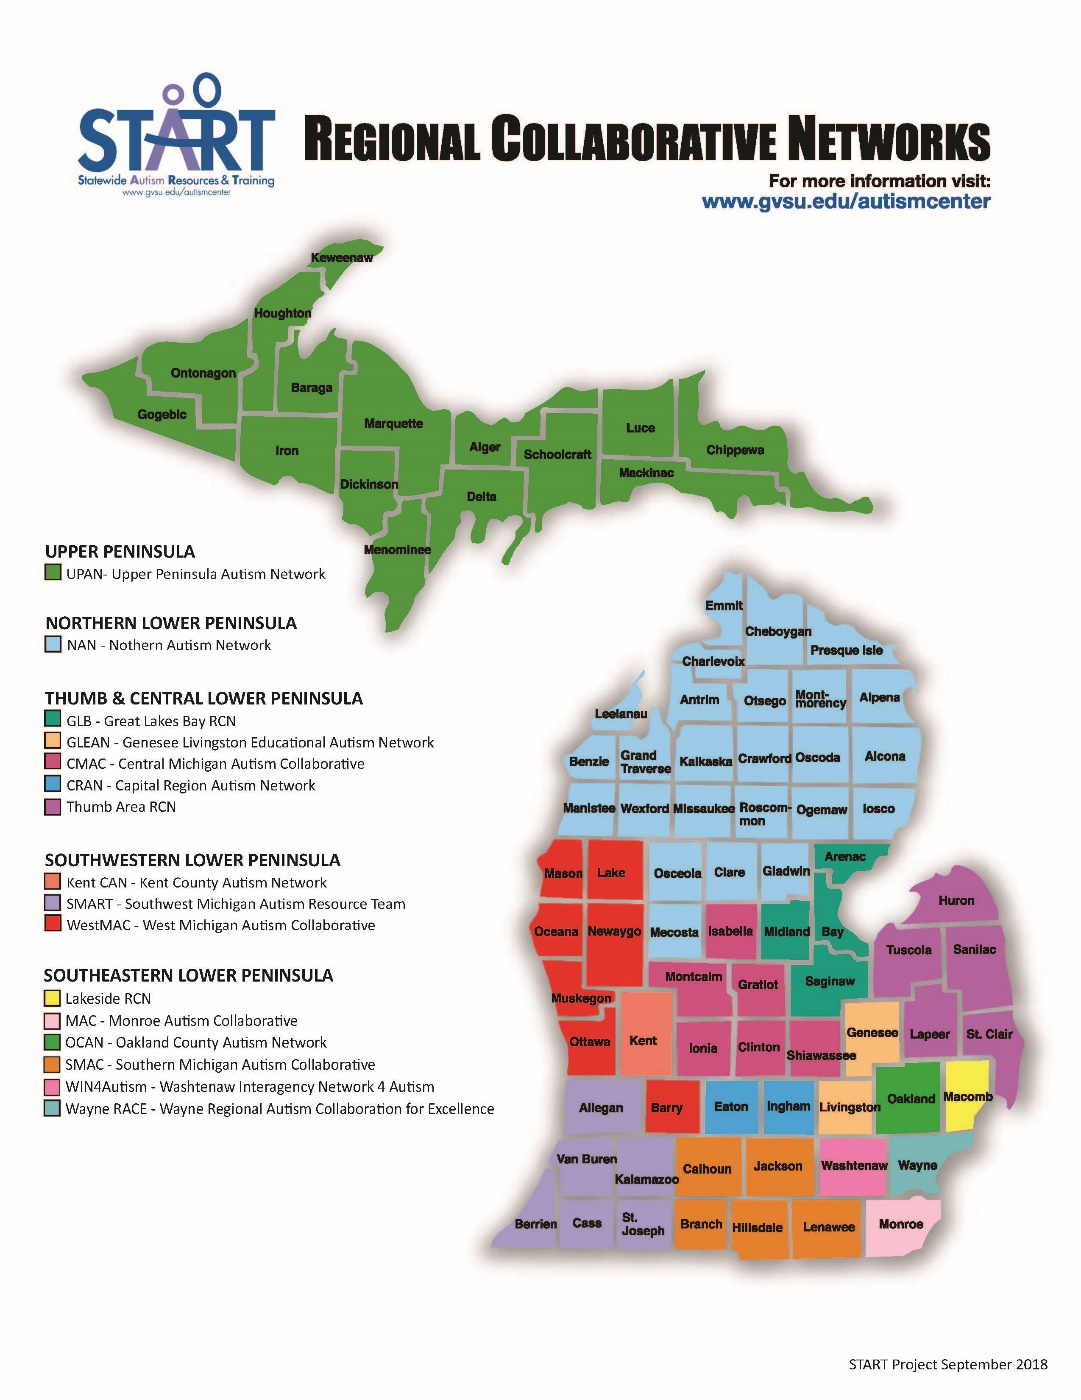 START
Statewide Autism Resources & Training
www.gvsu.edu/autismcenter
REGIONAL COLLABORATIVE NETWORKS
For more information visit:
www.gvsu.edu/autismcenter
Keweenaw
Houghton
Ontonagon
Baraga
Gogebic
Marquette
Iron
Alger
Schoolcraft
Luce
Chippewa
Mackinac
Dickinson
Delta
Menominee
UPPER PENINSULA
UPAN- Upper Peninsula Autism Network
NORTHERN LOWER PENINSULA
NAN - Nothern Autism Network
THUMB & CENTRAL LOWER PENINSULA
GLB - Great Lakes Bay RCN
GLEAN - Genesee Livingston Educational Autism Network
CMAC - Central Michigan Autism Collaborative
CRAN - Capital Region Autism Network
Thumb Area RCN
SOUTHWESTERN LOWER PENINSULA
Kent CAN - Kent County Autism Network
SMART - Southwest Michigan Autism Resource Team
WestMAC - West Michigan Autism Collaborative
SOUTHEASTERN LOWER PENINSULA
Lakeside RCN
MAC - Monroe Autism Collaborative
OCAN - Oakland County Autism Network
SMAC - Southern Michigan Autism Collaborative
WIN4Autism - Washtenaw Interagency Network 4 Autism
Wayne RACE - Wayne Regional Autism Collaboration for Excellence
Emmit
Cheboygan
Presque Isle
Charlevoix
Antrim
Otsego
Mont-
morency
Alpena
Leelanau
Benzie
Grand
Traverse
Kalkaska
Crawford
Oscoda
Alcona
Manistee
Wexford
Missaukee
Roscom-
mon
Ogemaw
Iosco
Mason
Lake
Osceola
Clare
Gladwin
Arenac
Huron
Oceana
Newaygo
Mecosta
Isabella
Midland
Bay
Tuscola
Sanilac
Muskegon
Montcalm
Gratiot
Saginaw
Ottawa
Kent
Ionia
Clinton
Shiawassee
Genesee
Lapeer
St. Clair
Allegan
Barry
Eaton
Ingham
Livingston
Oakland
Macomb
Van Buren
Kalamazoo
Calhoun
Jackson
Washtenaw
Wayne
Berrien
Cass
St.
Joseph
Branch
Hillsdale
Lenawee
Monroe
START Project September 2018